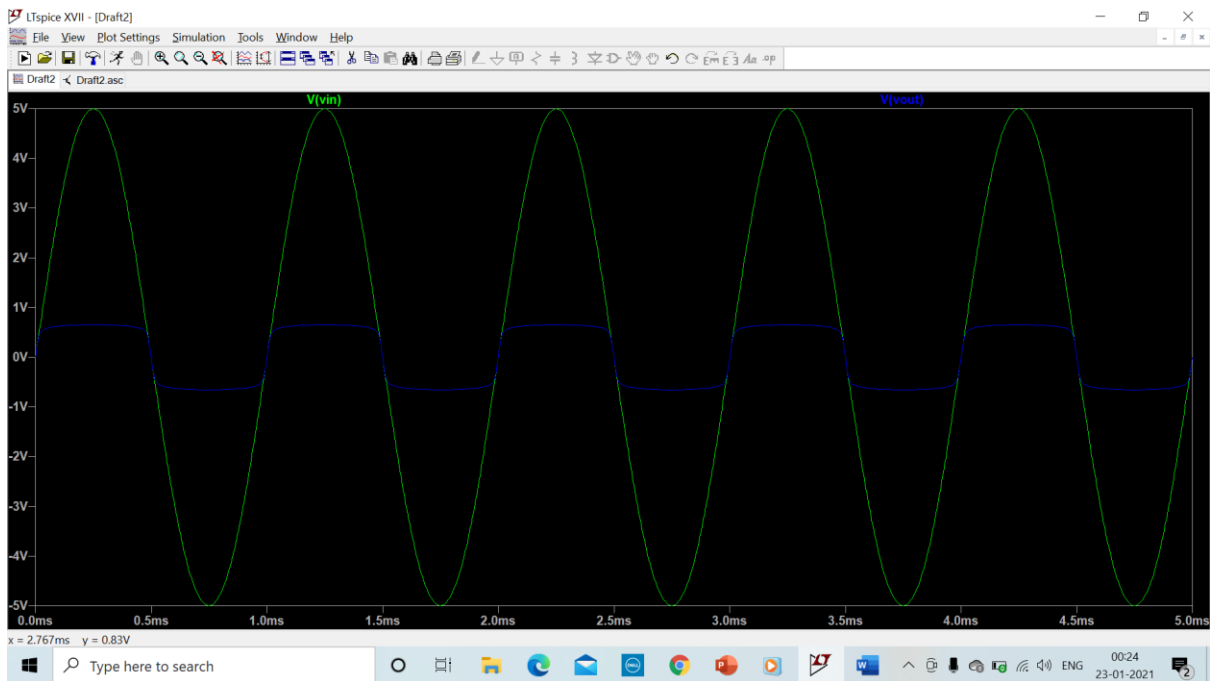 LTspice XVII - [Draft2]
File View Plot Settings Simulation Tools Window Help
Draft2 Draft2.asc
V(vin) V(vout)
5V
4V
3V
2V
1V
0V
-1V
-2V
-3V
-4V
-5V
0.0ms 0.5ms 1.0ms 1.5ms 2.0ms 2.5ms 3.0ms 3.5ms 4.0ms 4.5ms 5.0ms
x = 2.767ms y = 0.83V
Type here to search
ENG
00:24
23-01-2021
2